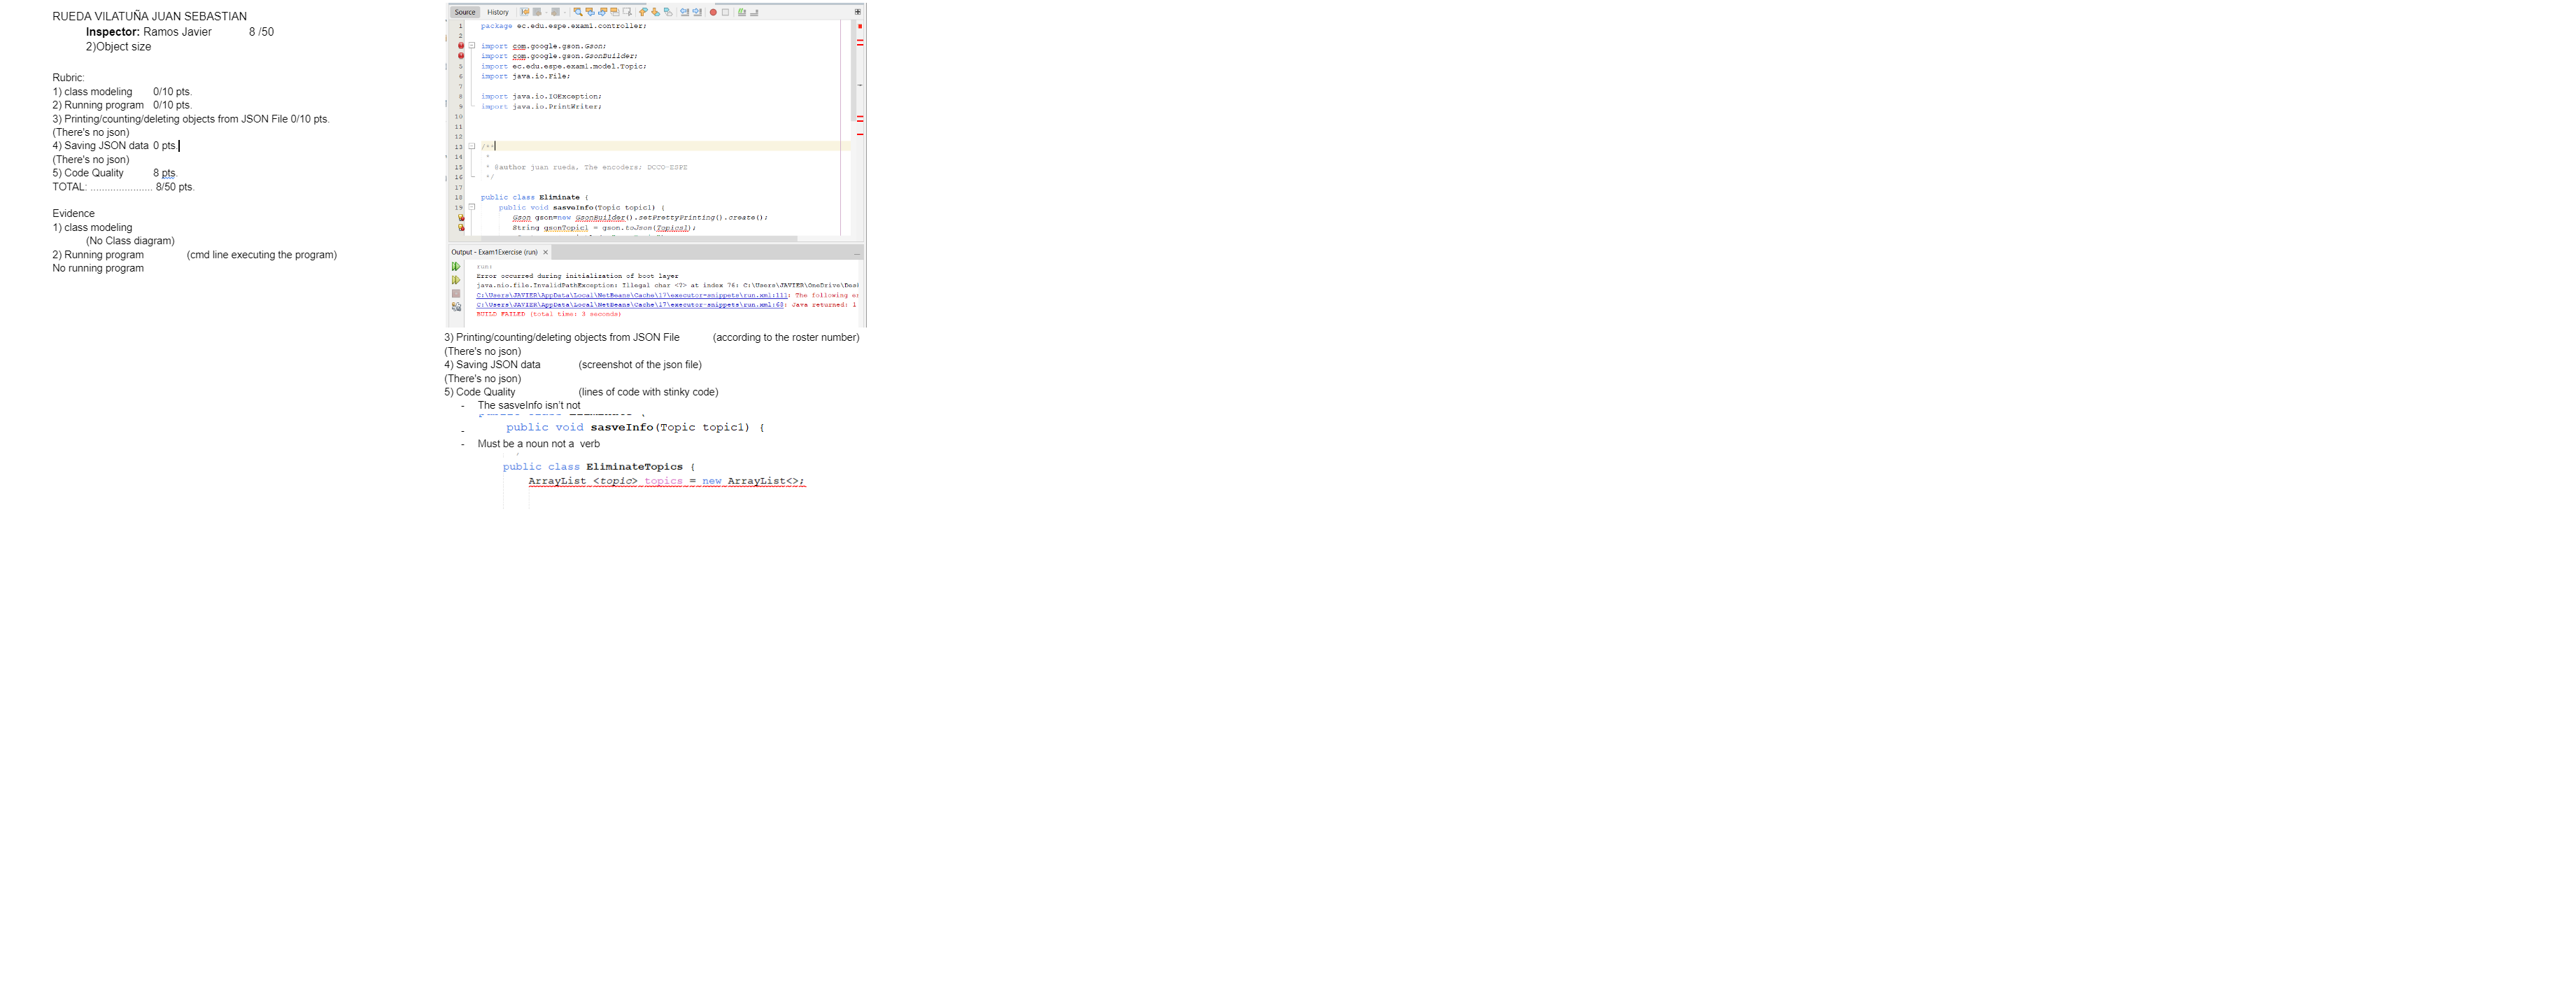 RUEDA VILATUÑA JUAN SEBASTIAN
Inspector: Ramos Javier 8 /50
2)Object size
Rubric:
1) class modeling 0/10 pts.
2) Running program 0/10 pts.
3) Printing/counting/deleting objects from JSON File 0/10 pts.
(There's no json)
4) Saving JSON data 0 pts.
(There's no json)
5) Code Quality 8 pts.
TOTAL: ...................... 8/50 pts.
Evidence
1) class modeling
(No Class diagram)
2) Running program (cmd line executing the program)
No running program
Source History
1 package ec.edu.espe.exam1.controller;
2
import com.google.gson.Gson;
import com.google.gson.GsonBuilder;
5 import ec.edu.espe.exam1.model.Topic;
6 import java.io.File;
7
8 import java.io.IOException;
9 import java.io.PrintWriter;
10
11
12
13 /**
14 *
15 * @author juan rueda, The encoders; DCCO-ESPE
16 */
17
18 public class Eliminate {
19 public void sasveInfo(Topic topic1) {
Gson gson=new GsonBuilder().setPrettyPrinting().create();
String gsonTopic1 = gson.toJson(Topics1);
Output - Exam1Exercise (run)
run:
Error occurred during initialization of boot layer
java.nio.file.InvalidPathException: Illegal char <?> at index 76: C:\Users\JAVIER\OneDrive\Des
C:\Users\JAVIER\AppData\Local\NetBeans\Cache\17\executor-snippets\run.xml:111: The following e
C:\Users\JAVIER\AppData\Local\NetBeans\Cache\17\executor-snippets\run.xml:68: Java returned: 1
BUILD FAILED (total time: 3 seconds)
3) Printing/counting/deleting objects from JSON File (according to the roster number)
(There's no json)
4) Saving JSON data (screenshot of the json file)
(There's no json)
5) Code Quality (lines of code with stinky code)
- The sasveInfo isn't not
- public void sasveInfo(Topic topic1) {
- Must be a noun not a verb
public class EliminateTopics {
ArrayList <topic> topics = new ArrayList<>;